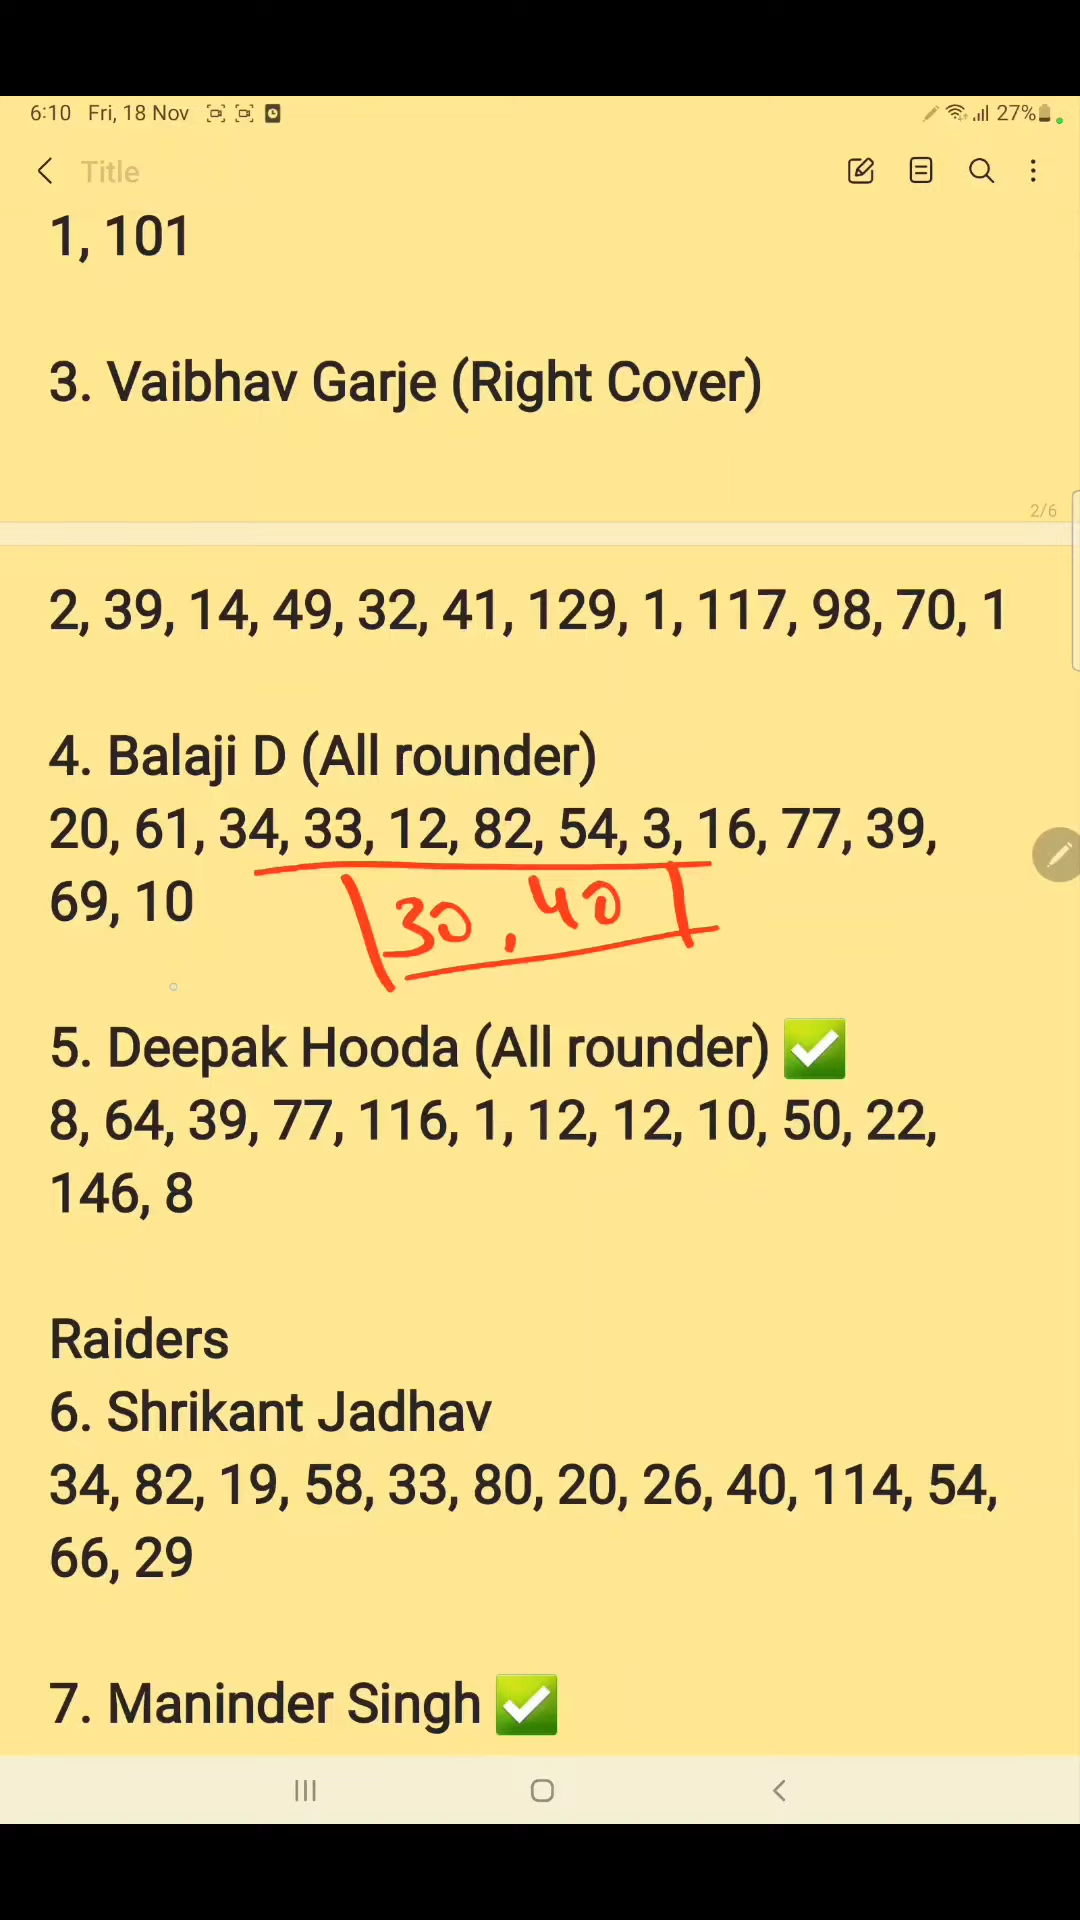 6:10 Fri, 18 Nov 27%
Title
1, 101
3. Vaibhav Garje (Right Cover)
2/6
2, 39, 14, 49, 32, 41, 129, 1, 117, 98, 70, 1
4. Balaji D (All rounder)
20, 61, 34, 33, 12, 82, 54, 3, 16, 77, 39,
69, 10
30, 40
5. Deepak Hooda (All rounder) ✅
8, 64, 39, 77, 116, 1, 12, 12, 10, 50, 22,
146, 8
Raiders
6. Shrikant Jadhav
34, 82, 19, 58, 33, 80, 20, 26, 40, 114, 54,
66, 29
7. Maninder Singh ✅